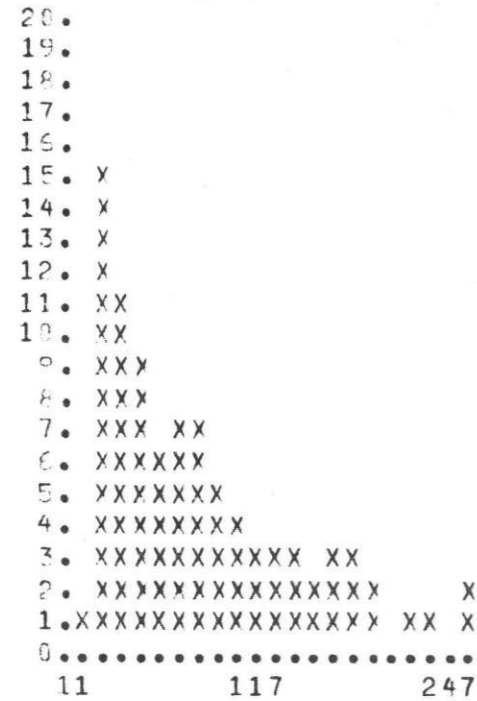 20.
19.
18.
17.
16.
15. X
14. X
13. X
12. X
11. XX
10. XX
9. XXX
8. XXX
7. XXX XX
6. XXXXXX
5. XXXXXXX
4. XXXXXXXX
3. XXXXXXXXXXX XX
2. XXXXXXXXXXXXXXX X
1.XXXXXXXXXXXXXXXX XX X
0......................
11 117 247